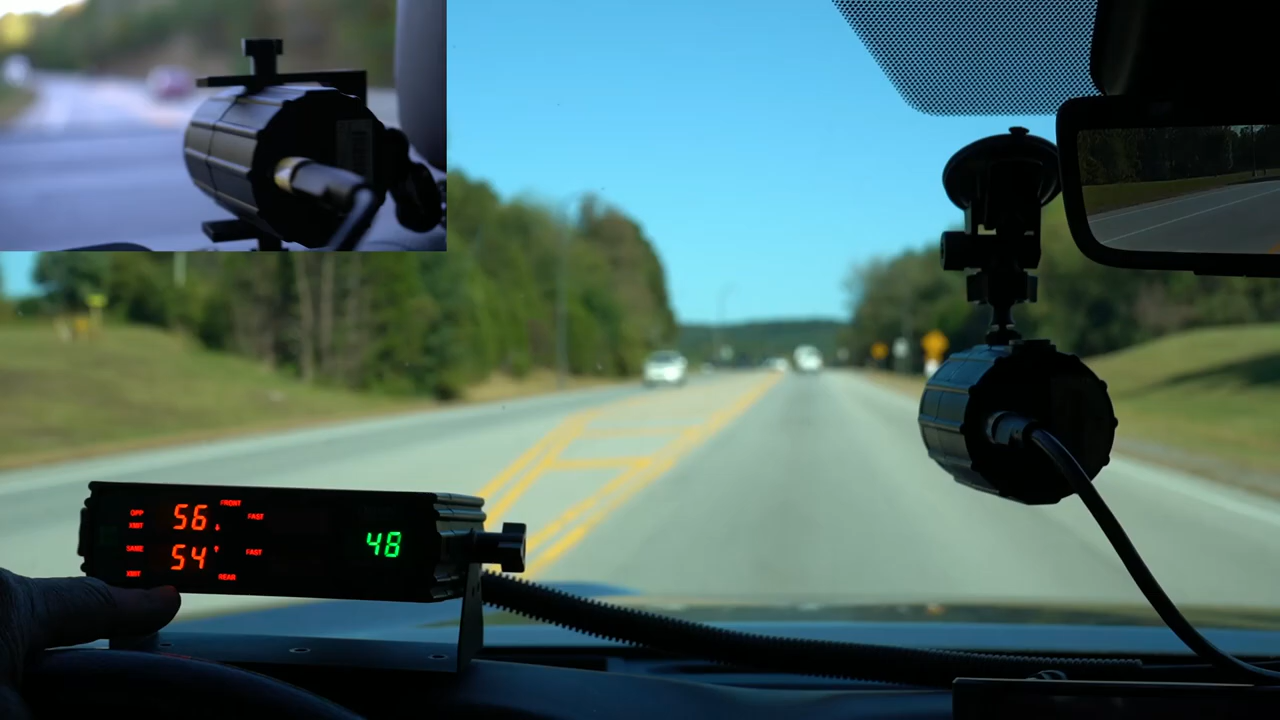 FRONT
OPP 56. FAST
XMIT
48
SAME 54 FAST
XMIT REAR